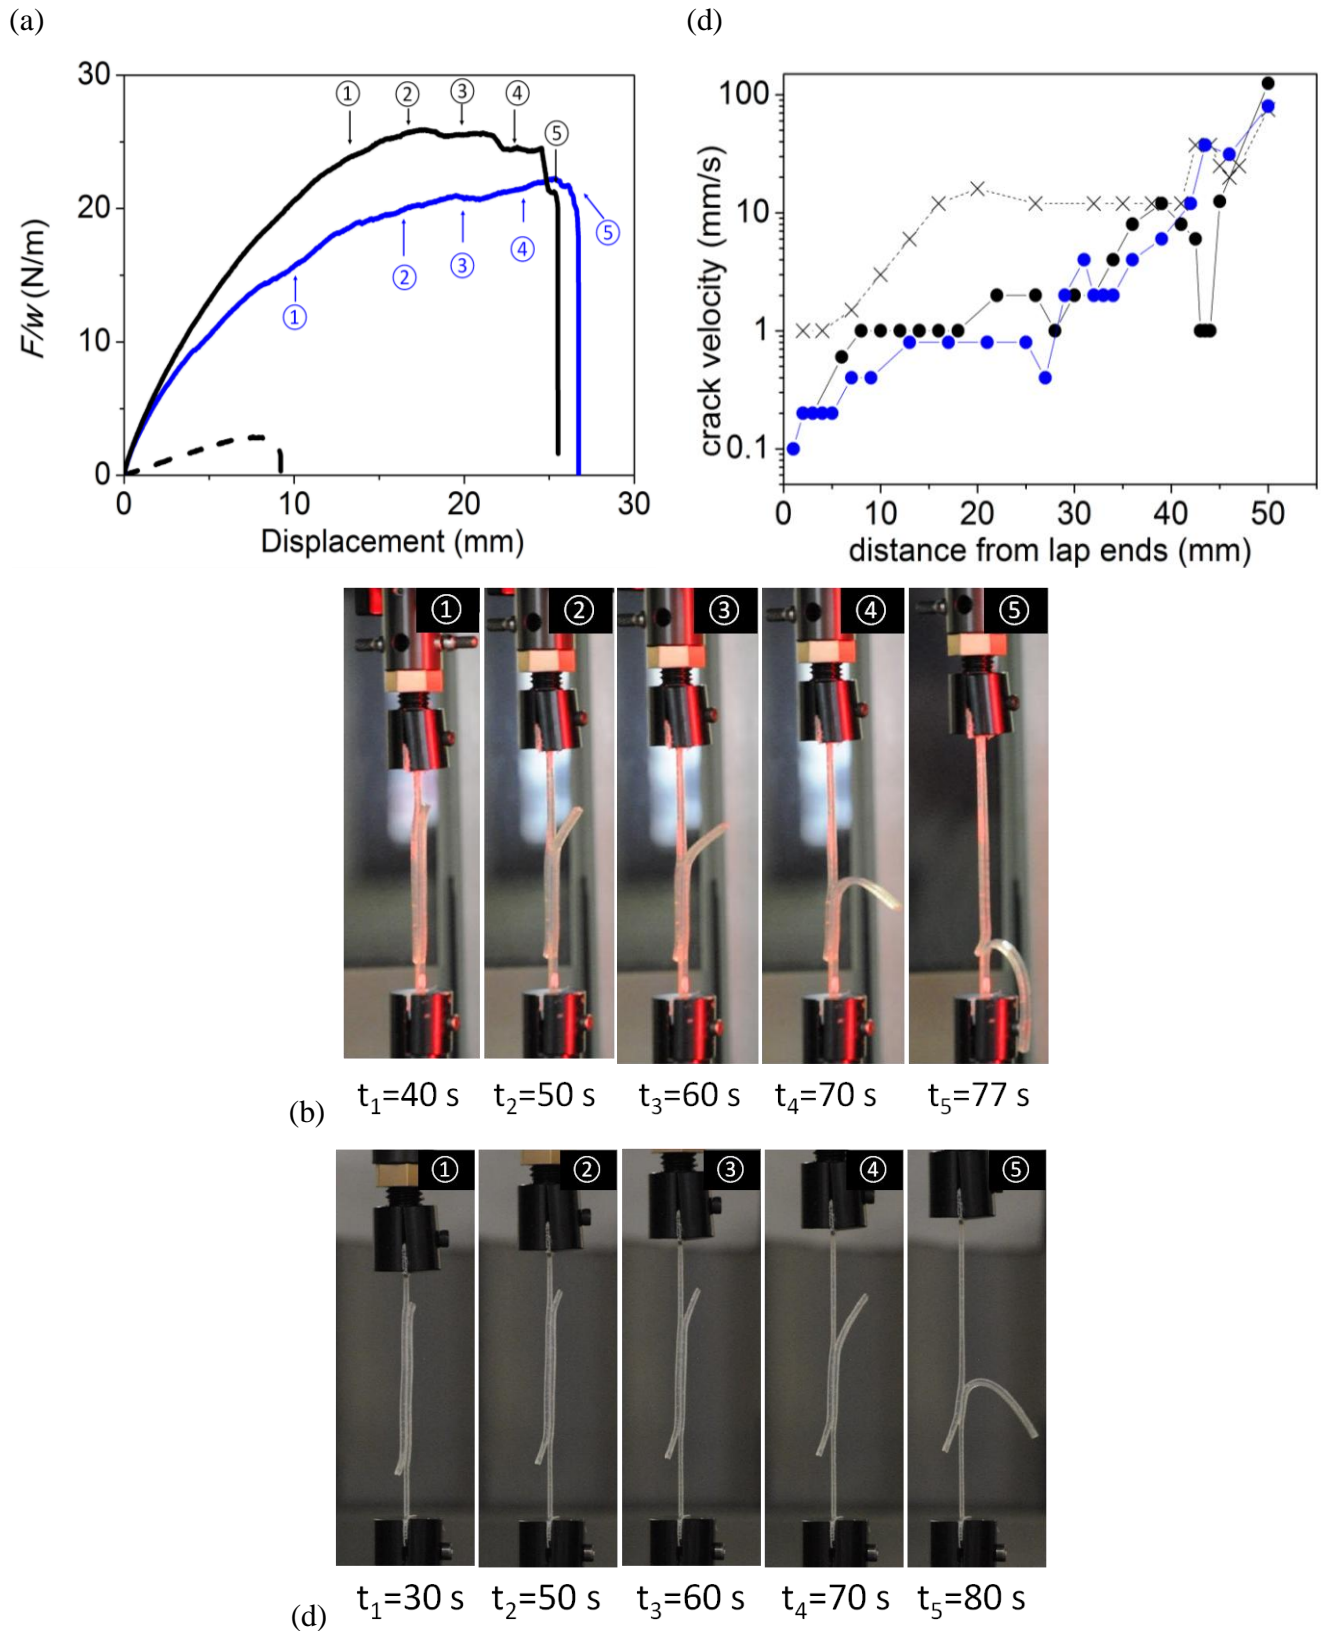 (a)
(d)
30
20
10
0
F/w (N/m)
① ② ③ ④ ⑤
① ② ③ ④ ⑤
0 10 20 30
Displacement (mm)
100
10
1
0.1
crack velocity (mm/s)
0 10 20 30 40 50
distance from lap ends (mm)
① ② ③ ④ ⑤
(b) t₁=40 s t₂=50 s t₃=60 s t₄=70 s t₅=77 s
① ② ③ ④ ⑤
(d) t₁=30 s t₂=50 s t₃=60 s t₄=70 s t₅=80 s